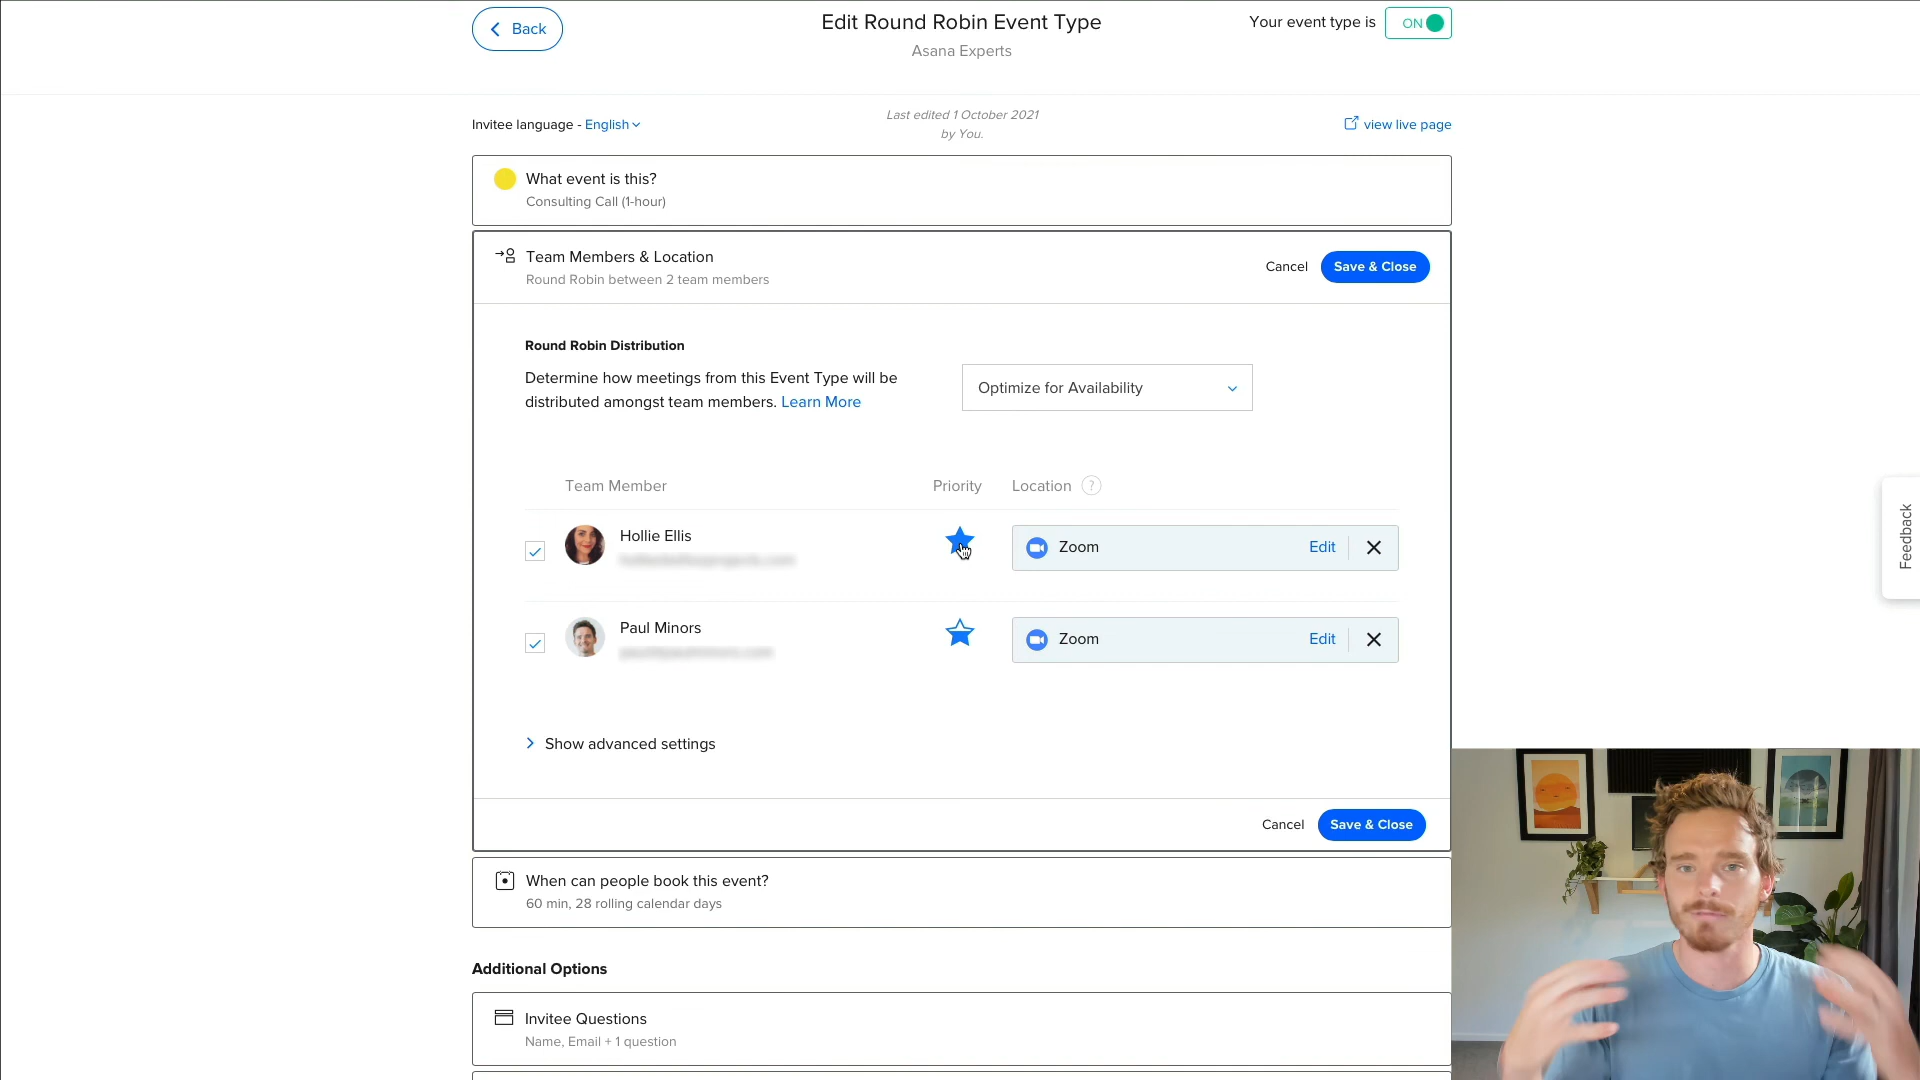 Back
Edit Round Robin Event Type
Asana Experts
Your event type is
ON
Invitee language - English
Last edited 1 October 2021
by You.
view live page
What event is this?
Consulting Call (1-hour)
Team Members & Location
Round Robin between 2 team members
Cancel
Save & Close
Round Robin Distribution
Determine how meetings from this Event Type will be
distributed amongst team members. Learn More
Optimize for Availability
Team Member
Priority
Location
?
Hollie Ellis
Zoom
Edit
Paul Minors
Zoom
Edit
Show advanced settings
Cancel
Save & Close
When can people book this event?
60 min, 28 rolling calendar days
Additional Options
Invitee Questions
Name, Email + 1 question
Feedback